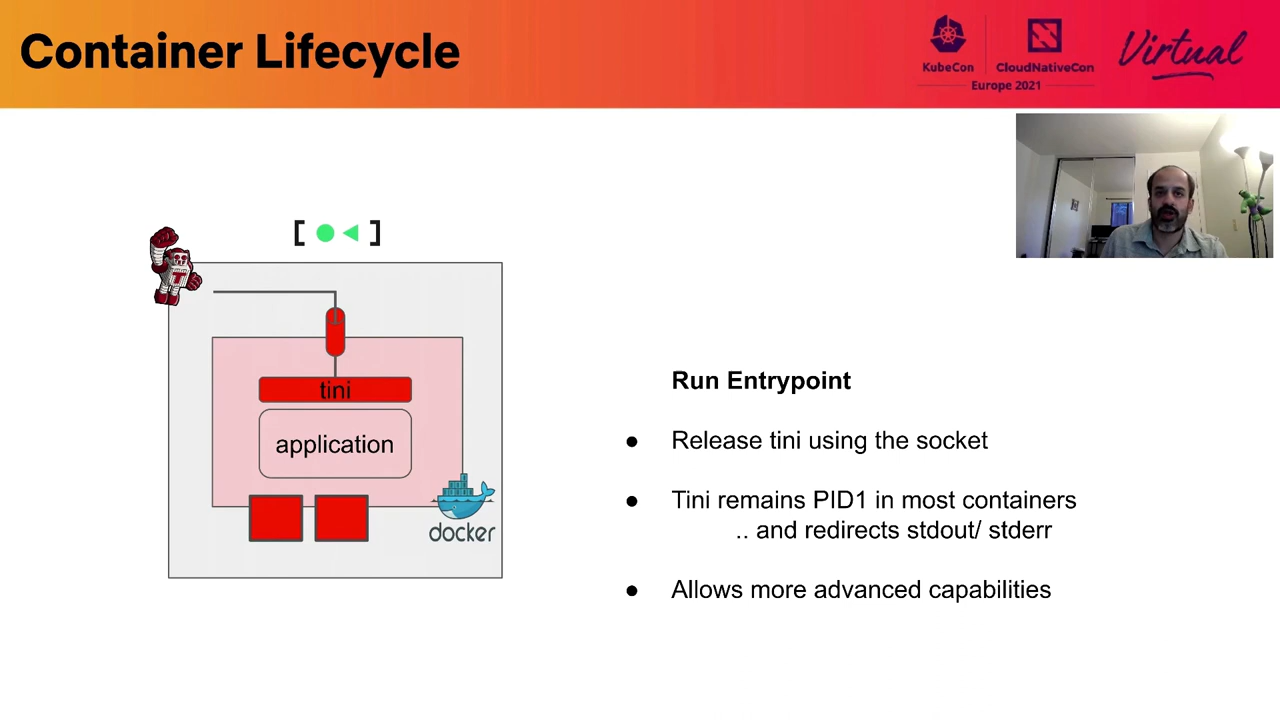 Container Lifecycle
KubeCon
CloudNativeCon
Europe 2021
Virtual
[ ● ◀ ]
T
tini
application
docker
Run Entrypoint
● Release tini using the socket
● Tini remains PID1 in most containers
.. and redirects stdout/ stderr
● Allows more advanced capabilities